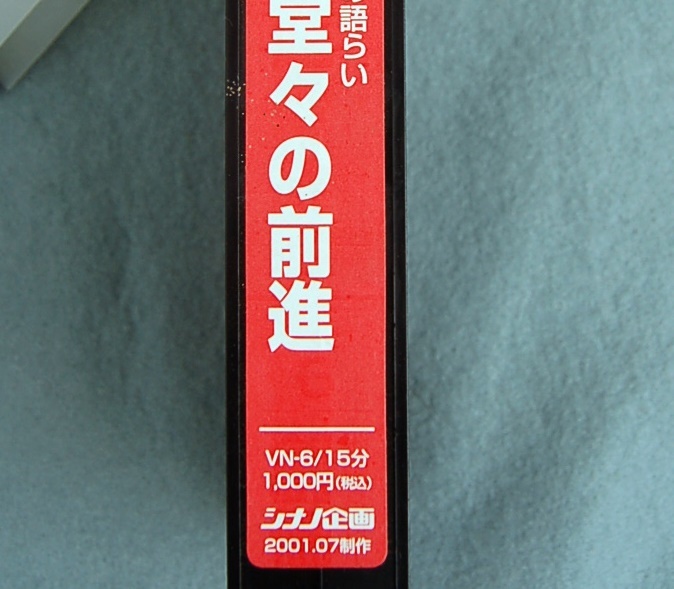 語らい
堂々の前進
VN-6/15分
1,000円(税込)
シナノ企画
2001.07制作